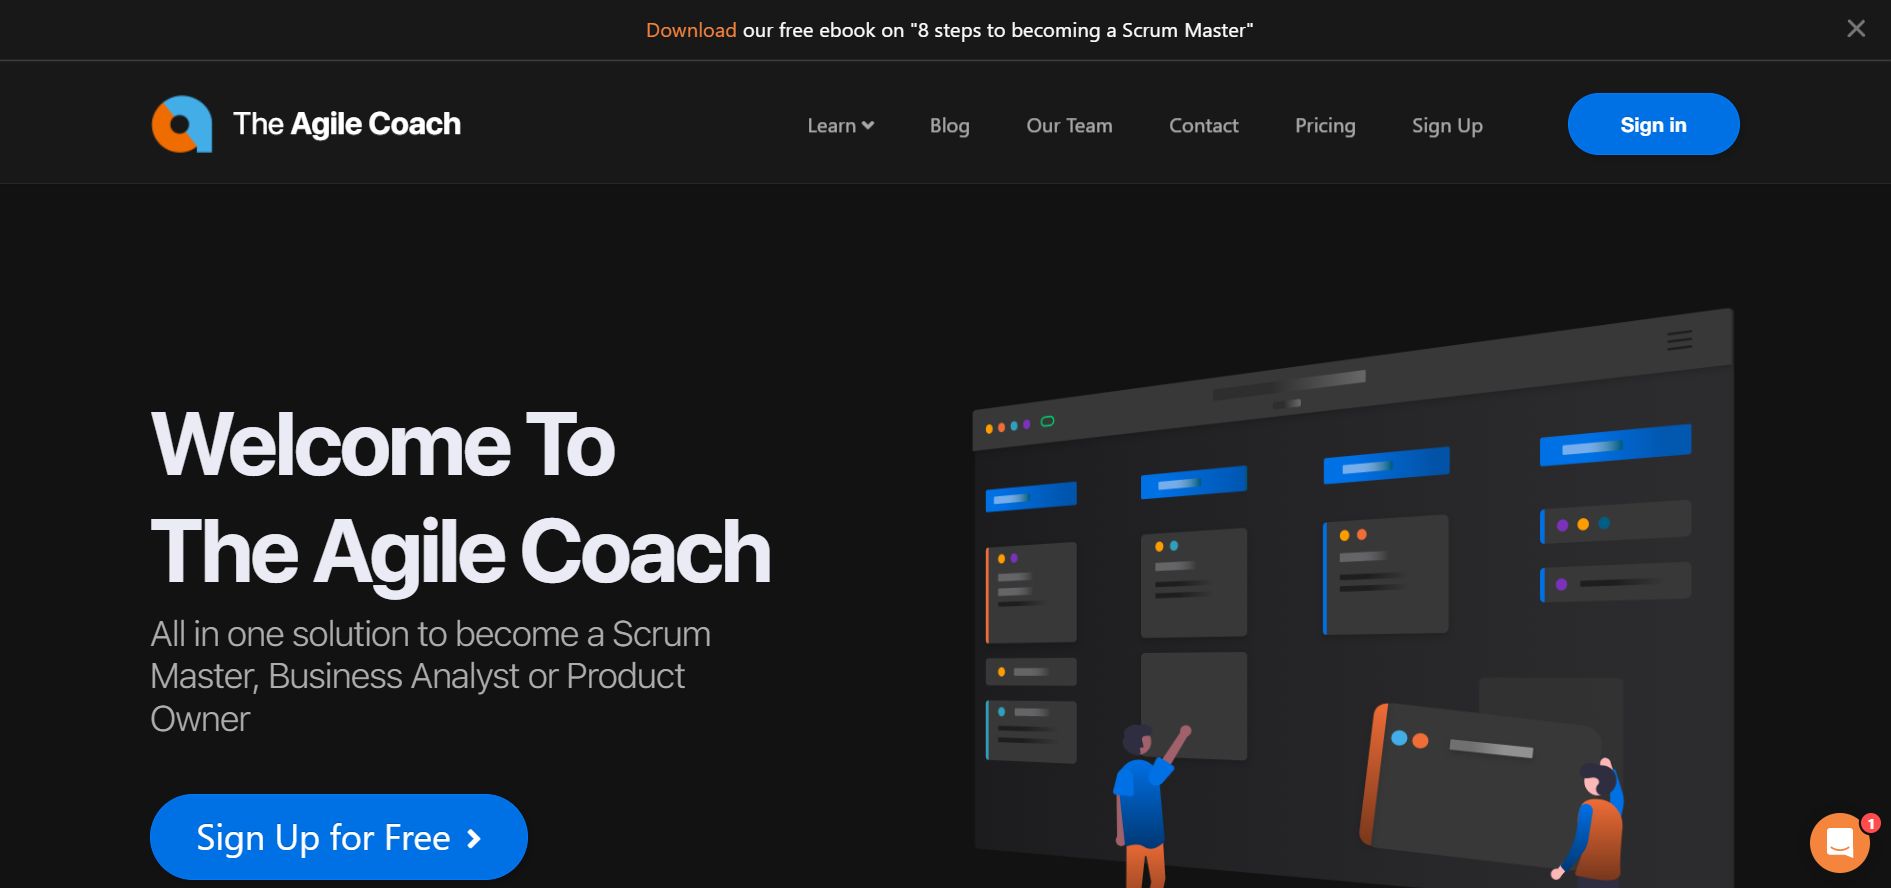 Download our free ebook on "8 steps to becoming a Scrum Master"
The Agile Coach
Learn
Blog
Our Team
Contact
Pricing
Sign Up
Sign in
Welcome To
The Agile Coach
All in one solution to become a Scrum
Master, Business Analyst or Product
Owner
Sign Up for Free
1